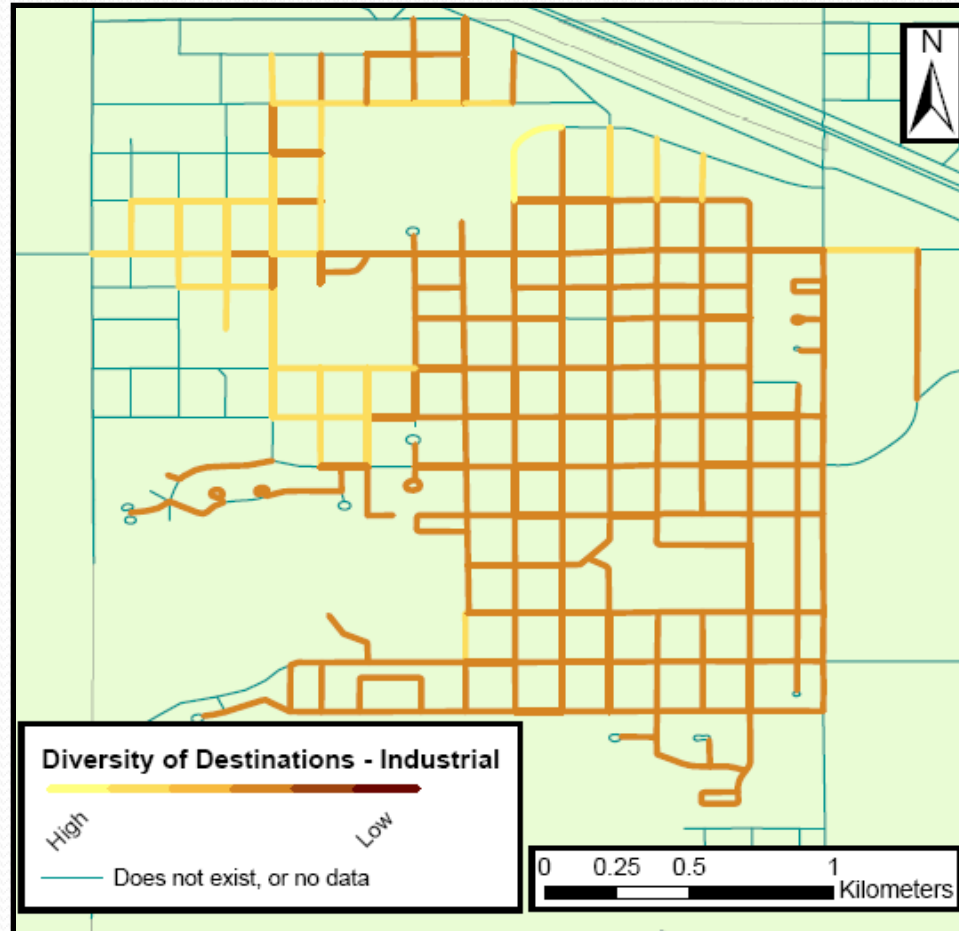 N
Diversity of Destinations - Industrial
High Low
Does not exist, or no data
0 0.25 0.5 1
Kilometers